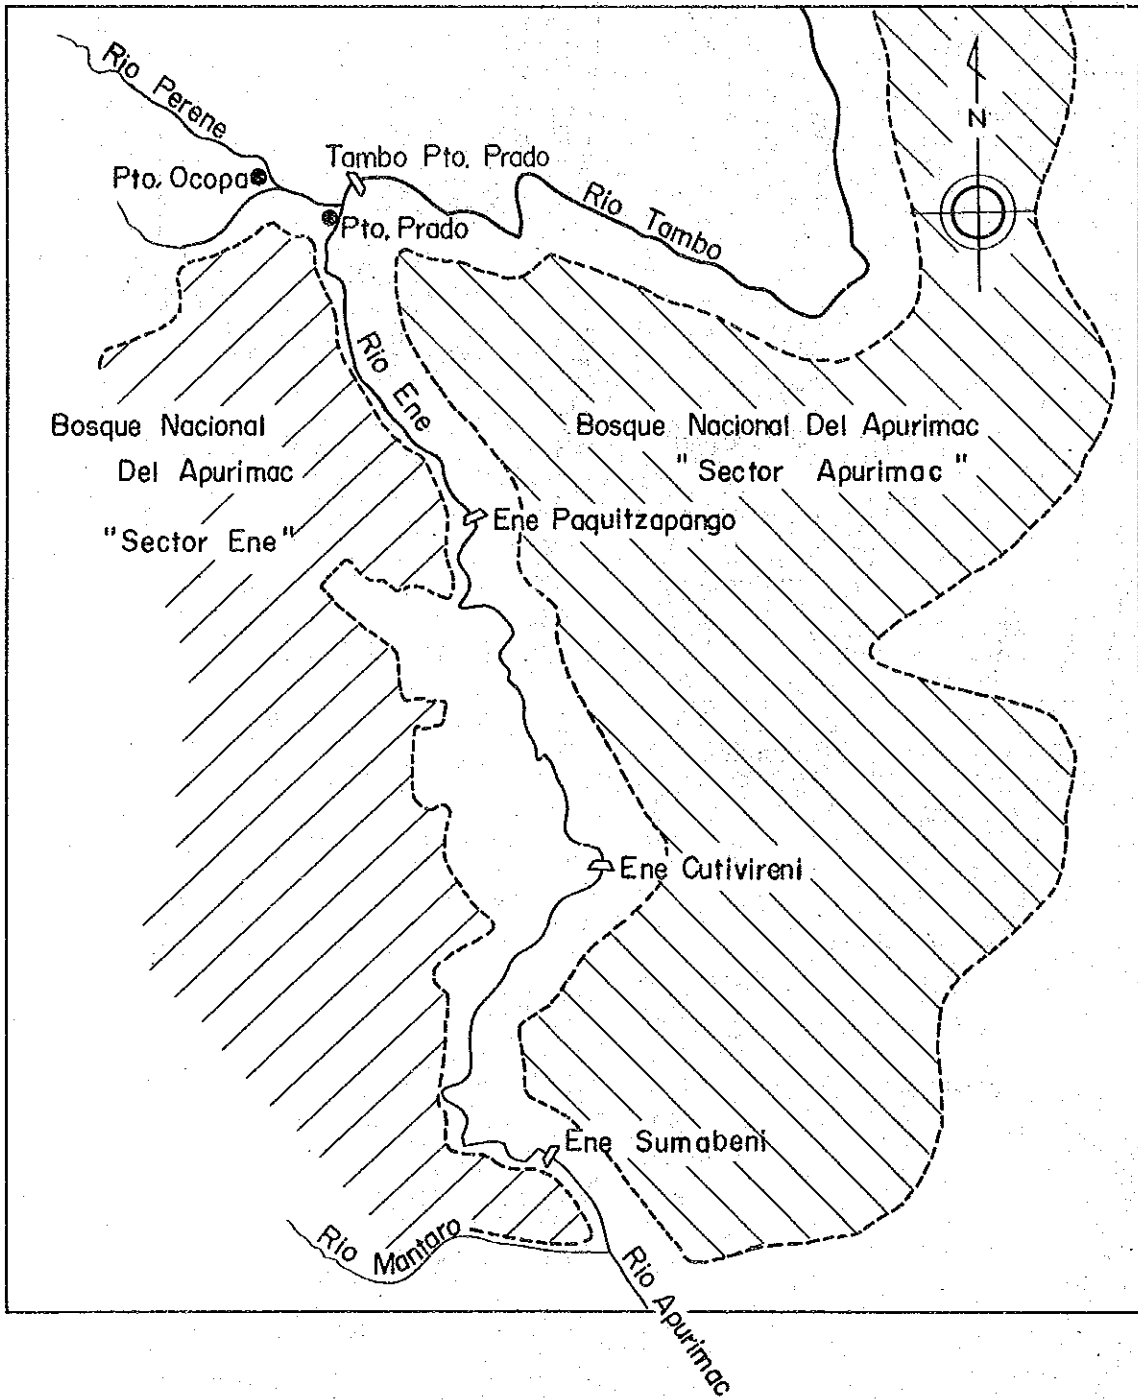 Rio Perene
N
Tambo Pto. Prado
Pto. Ocopa
Rio Tambo
Pto. Prado
Rio Ene
Bosque Nacional
Del Apurimac
"Sector Ene"
Bosque Nacional Del Apurimac
"Sector Apurimac"
Ene Paquitzapango
Ene Cutivireni
Ene Sumabeni
Rio Mantaro
Rio Apurimac